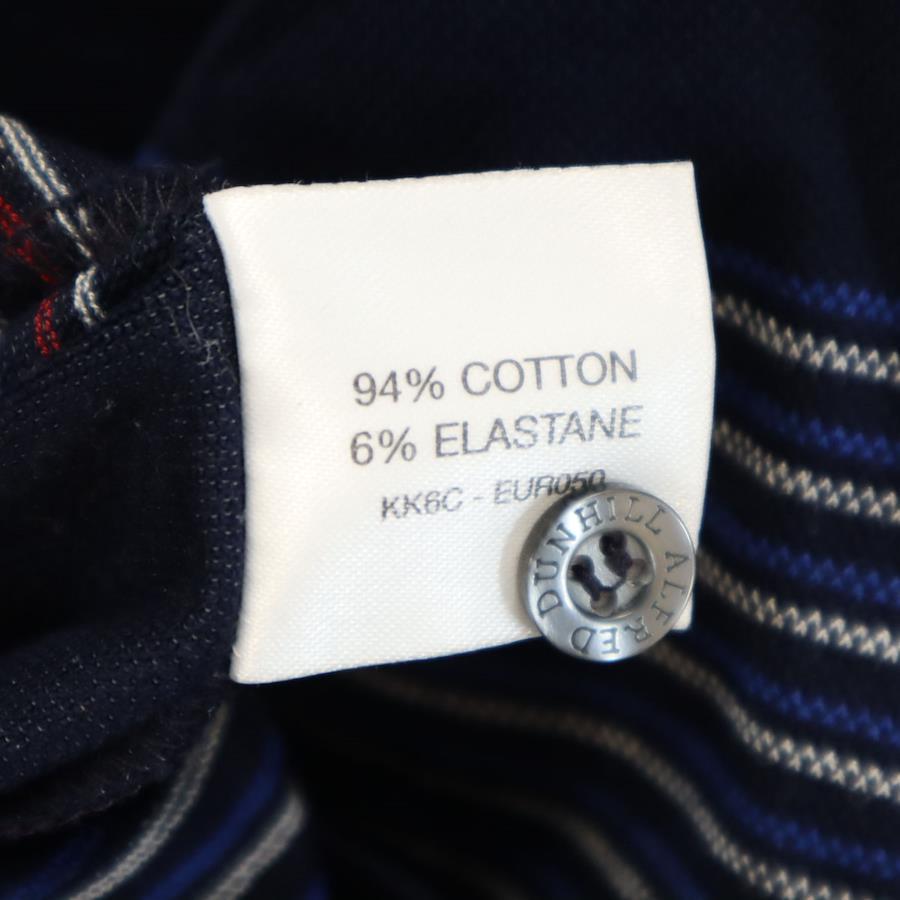 94% COTTON
6% ELASTANE
KK6C - EUR050
DUNHILL ALFRED